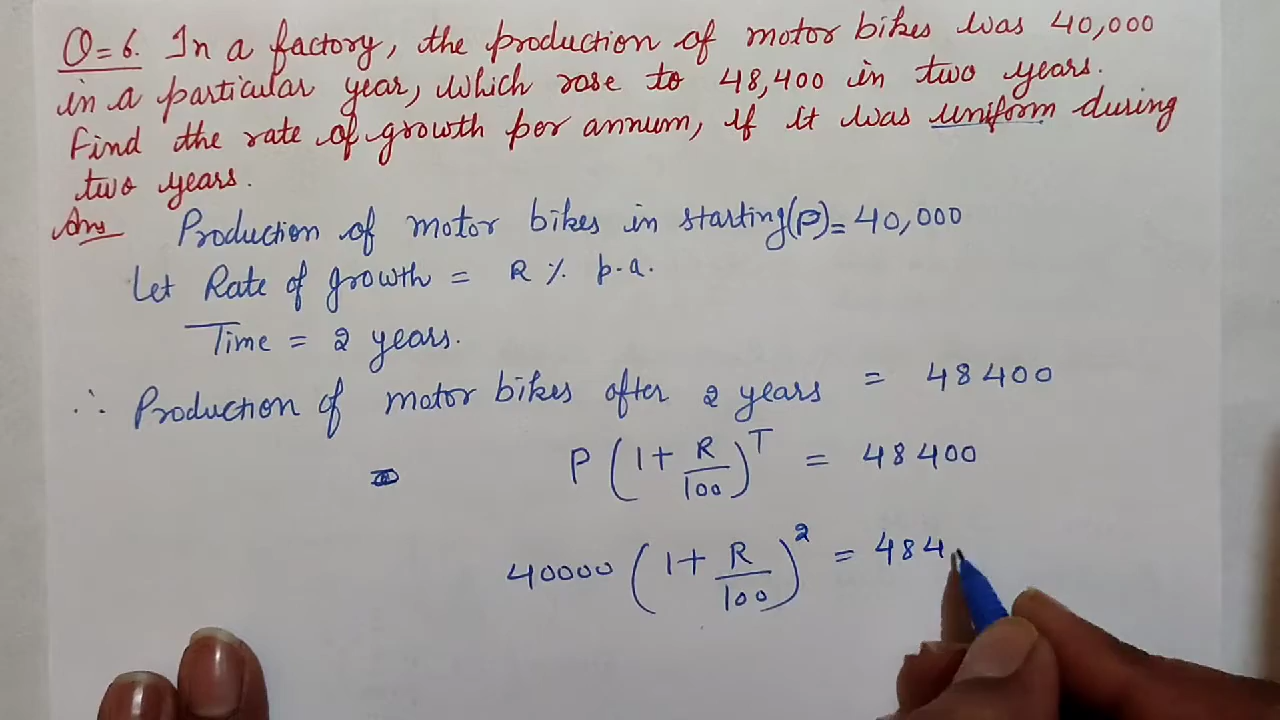 Q=6. In a factory, the production of motor bikes was 40,000
in a particular year, which rose to 48,400 in two years.
Find the rate of growth per annum, if it was uniform during
two years.
Ans Production of motor bikes in starting(P)=40,000
Let Rate of growth = R % p.a.
Time = 2 years.
∴ Production of motor bikes after 2 years = 48400
P(1+R/100)^T = 48400
40000(1+R/100)^2 = 484